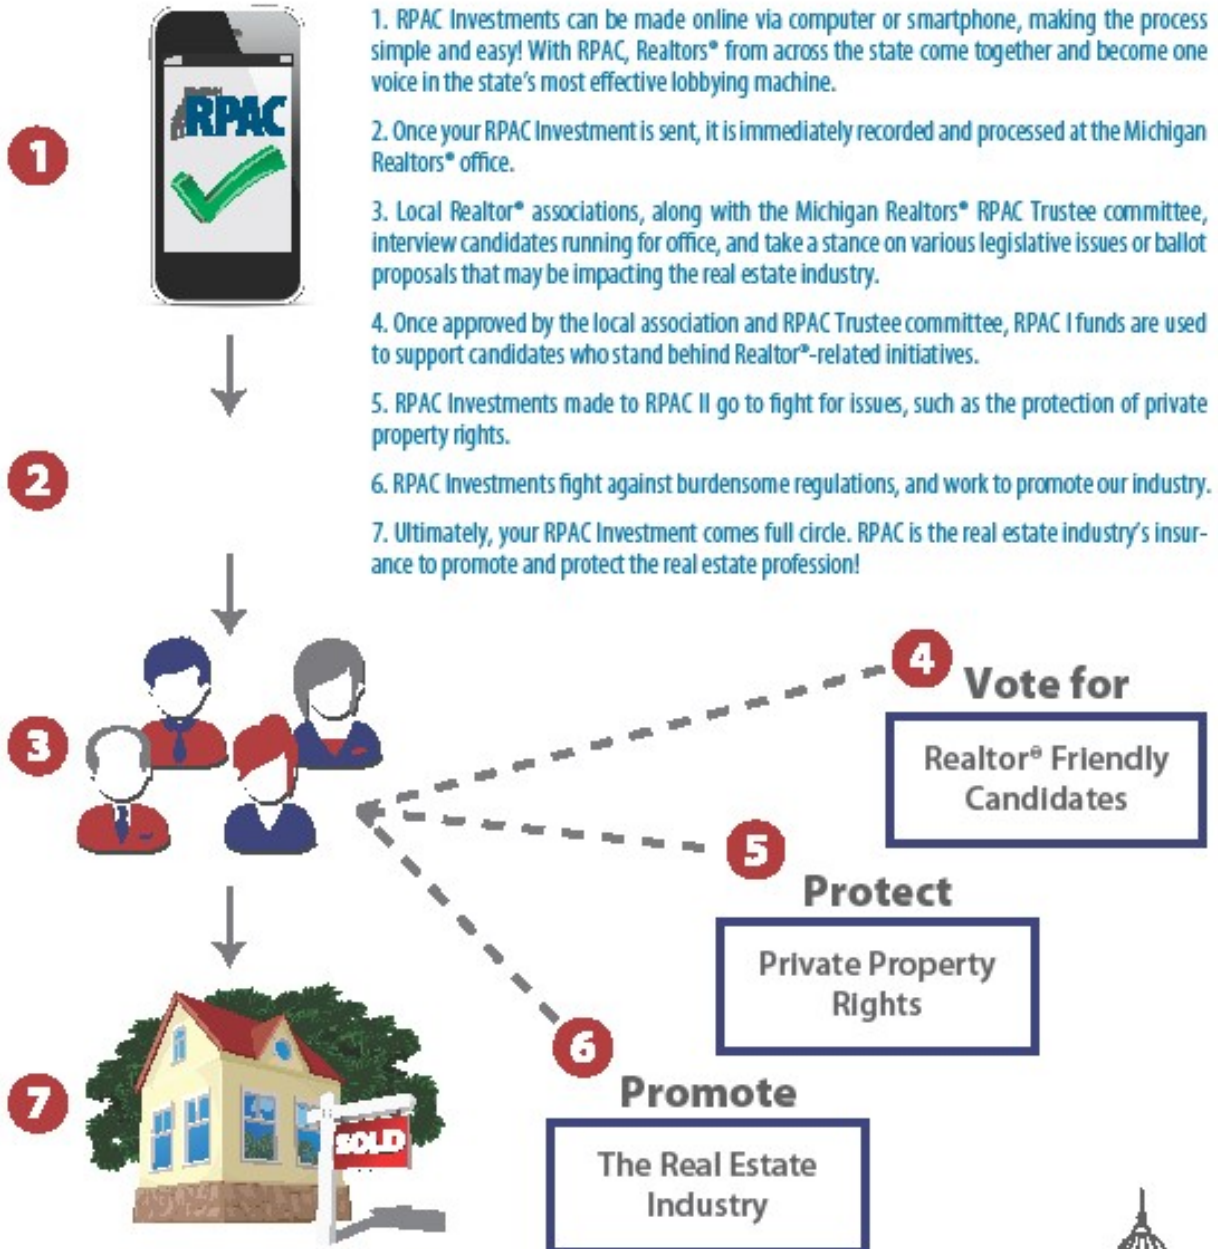 1. RPAC Investments can be made online via computer or smartphone, making the process
simple and easy! With RPAC, Realtors® from across the state come together and become one
voice in the state's most effective lobbying machine.
2. Once your RPAC Investment is sent, it is immediately recorded and processed at the Michigan
Realtors® office.
3. Local Realtor® associations, along with the Michigan Realtors® RPAC Trustee committee,
interview candidates running for office, and take a stance on various legislative issues or ballot
proposals that may be impacting the real estate industry.
4. Once approved by the local association and RPAC Trustee committee, RPAC I funds are used
to support candidates who stand behind Realtor®-related initiatives.
5. RPAC Investments made to RPAC II go to fight for issues, such as the protection of private
property rights.
6. RPAC Investments fight against burdensome regulations, and work to promote our industry.
7. Ultimately, your RPAC Investment comes full circle. RPAC is the real estate industry's insur-
ance to promote and protect the real estate profession!
RPAC
1
2
3
4
Vote for
Realtor® Friendly
Candidates
5
Protect
Private Property
Rights
6
Promote
The Real Estate
Industry
7
SOLD